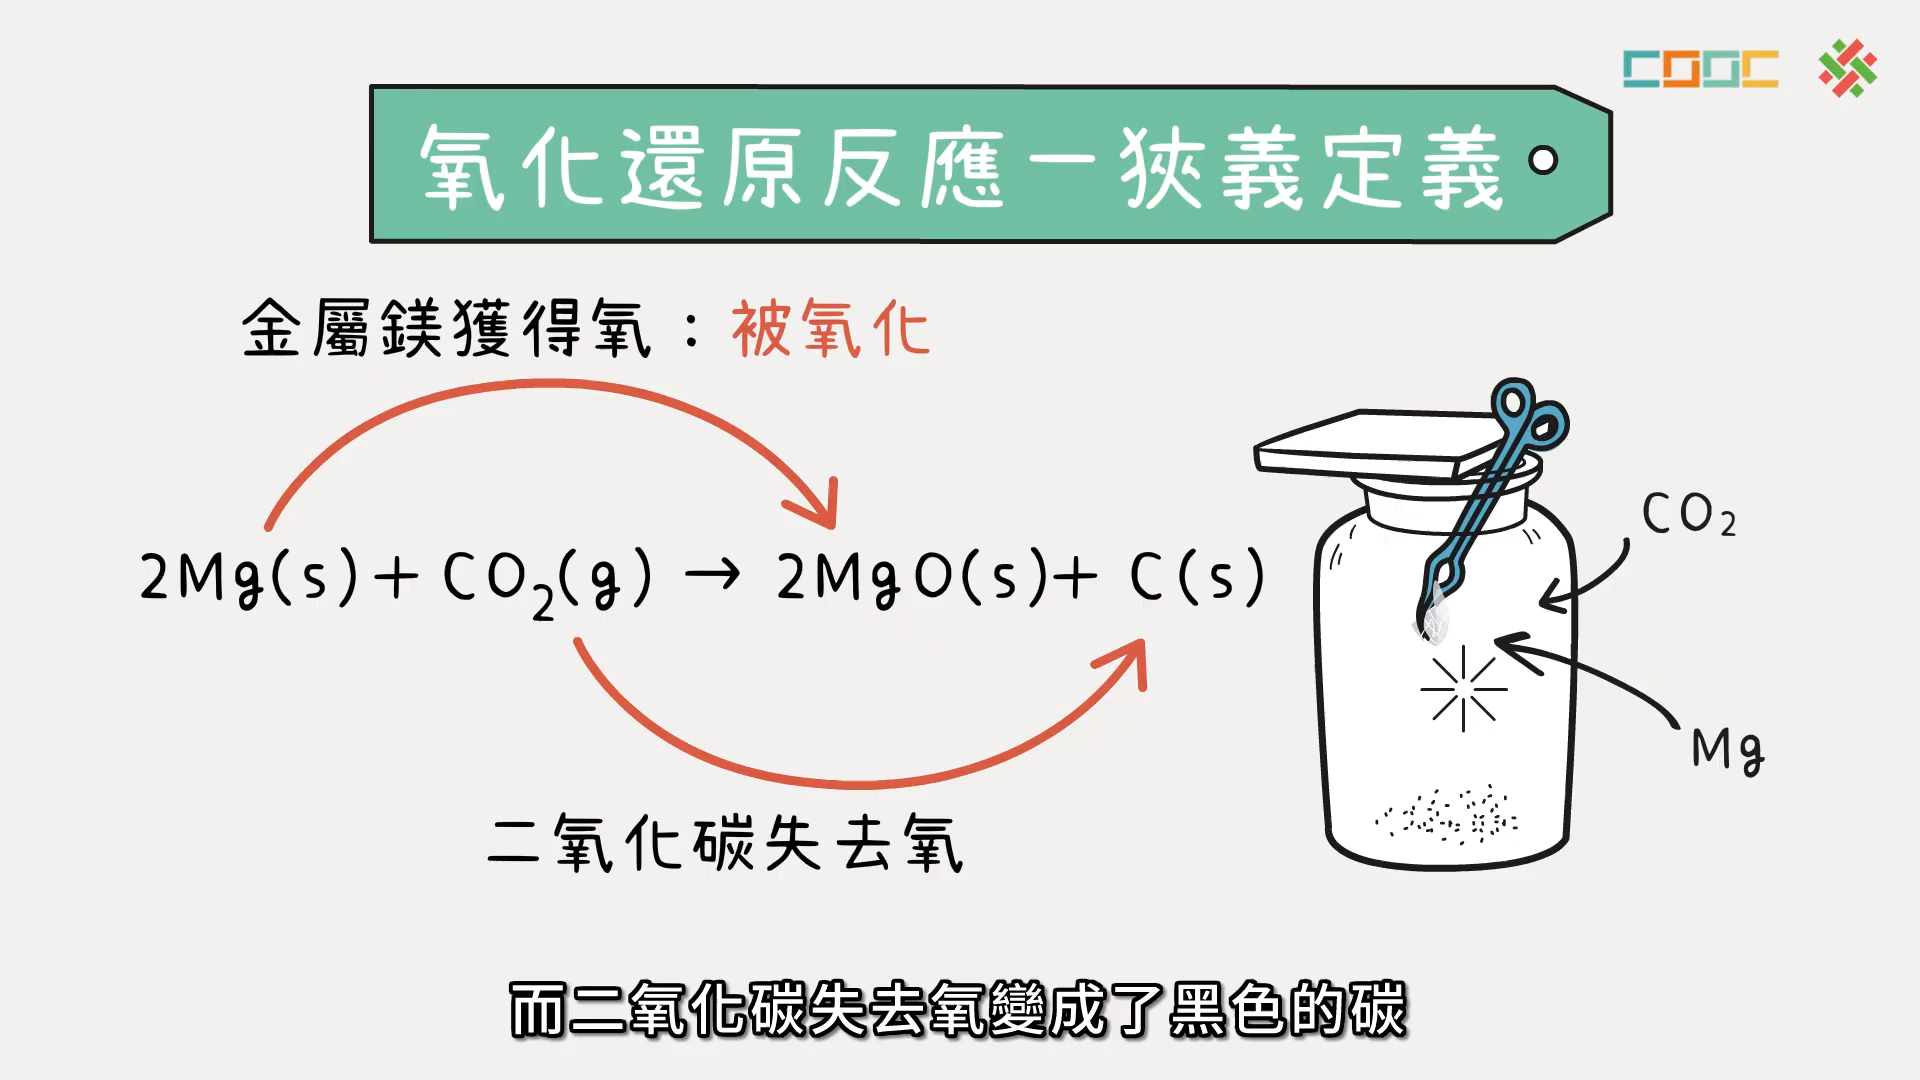 COOC
氧化還原反應－狹義定義
金屬鎂獲得氧：被氧化
2Mg(s)+ CO₂(g) → 2MgO(s)+ C(s)
CO₂
Mg
二氧化碳失去氧
而二氧化碳失去氧變成了黑色的碳